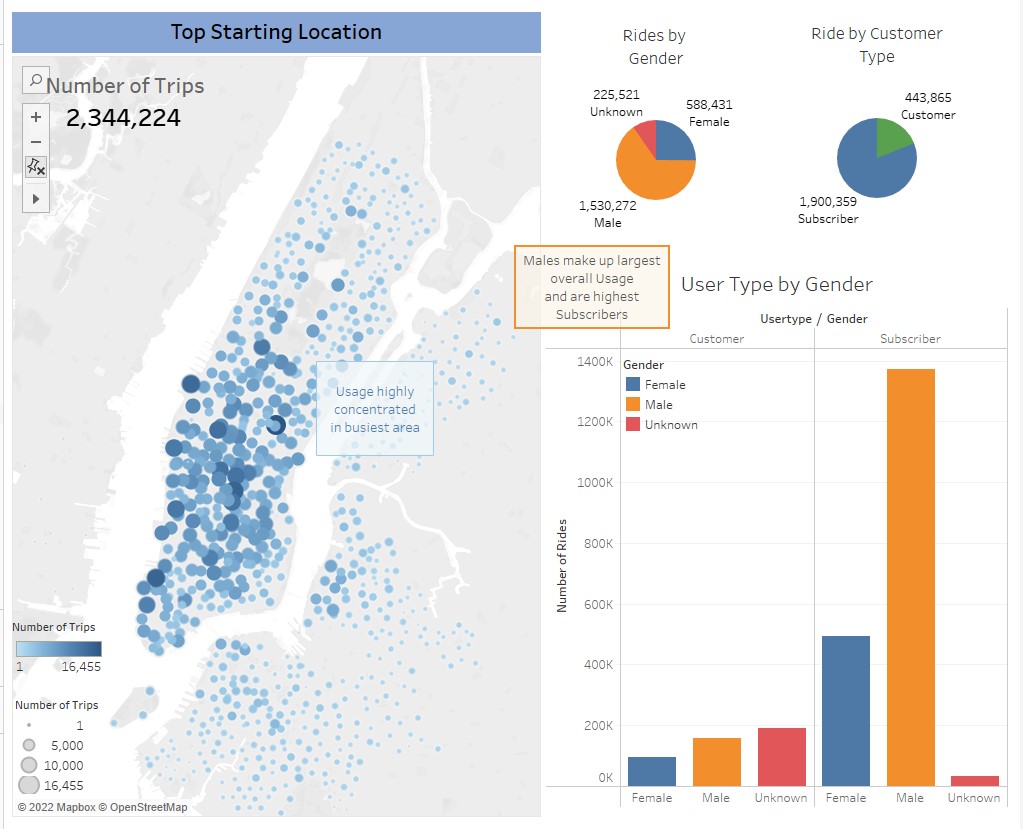 Top Starting Location
Number of Trips
2,344,224
Usage highly
concentrated
in busiest area
Number of Trips
1
16,455
Number of Trips
1
5,000
10,000
16,455
© 2022 Mapbox © OpenStreetMap
Rides by
Gender
225,521
Unknown
588,431
Female
1,530,272
Male
Ride by Customer
Type
443,865
Customer
1,900,359
Subscriber
Males make up largest
overall Usage
and are highest
Subscribers
User Type by Gender
Usertype / Gender
Customer
Subscriber
Gender
Female
Male
Unknown
Number of Rides
1400K
1200K
1000K
800K
600K
400K
200K
0K
Female
Male
Unknown
Female
Male
Unknown